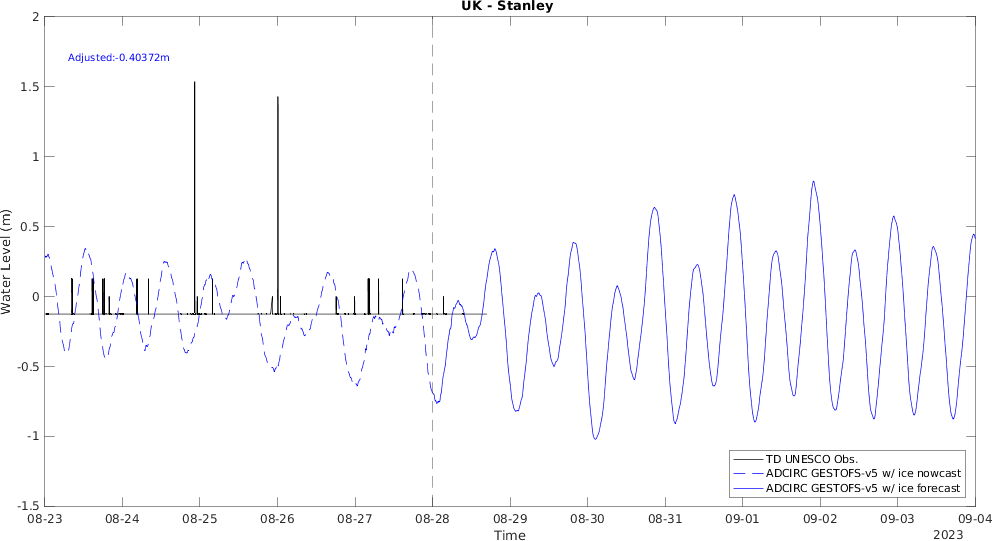 UK - Stanley
Adjusted:-0.40372m
Water Level (m)
2
1.5
1
0.5
0
-0.5
-1
-1.5
TD UNESCO Obs.
ADCIRC GESTOFS-v5 w/ ice nowcast
ADCIRC GESTOFS-v5 w/ ice forecast
08-23 08-24 08-25 08-26 08-27 08-28 08-29 08-30 08-31 09-01 09-02 09-03 09-04
Time
2023